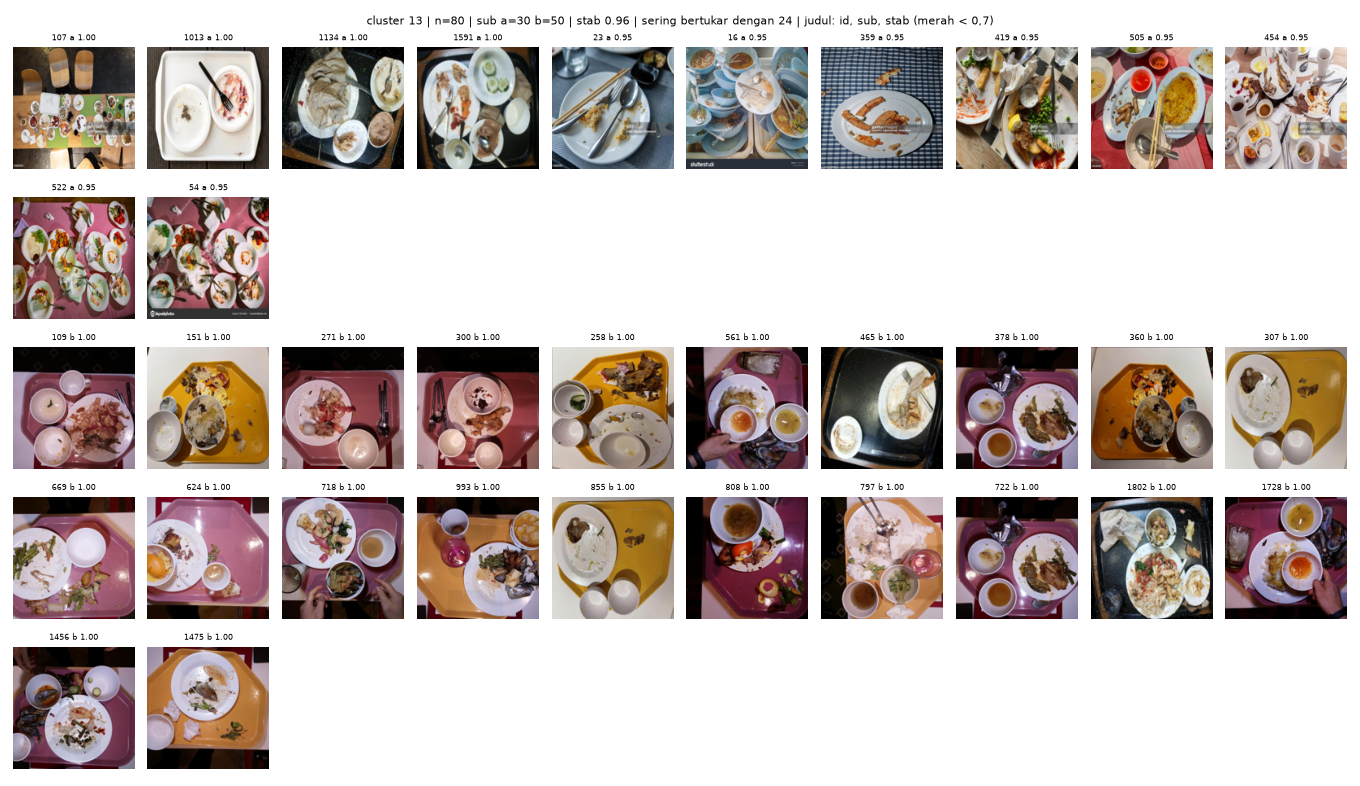 cluster 13 | n=80 | sub a=30 b=50 | stab 0.96 | sering bertukar dengan 24 | judul: id, sub, stab (merah < 0,7)
107 a 1.00 1013 a 1.00 1134 a 1.00 1591 a 1.00 23 a 0.95 16 a 0.95 359 a 0.95 419 a 0.95 505 a 0.95 454 a 0.95
shutterstock
522 a 0.95 54 a 0.95
depositphotos
109 b 1.00 151 b 1.00 271 b 1.00 300 b 1.00 258 b 1.00 561 b 1.00 465 b 1.00 378 b 1.00 360 b 1.00 307 b 1.00
669 b 1.00 624 b 1.00 718 b 1.00 993 b 1.00 855 b 1.00 808 b 1.00 797 b 1.00 722 b 1.00 1802 b 1.00 1728 b 1.00
1456 b 1.00 1475 b 1.00